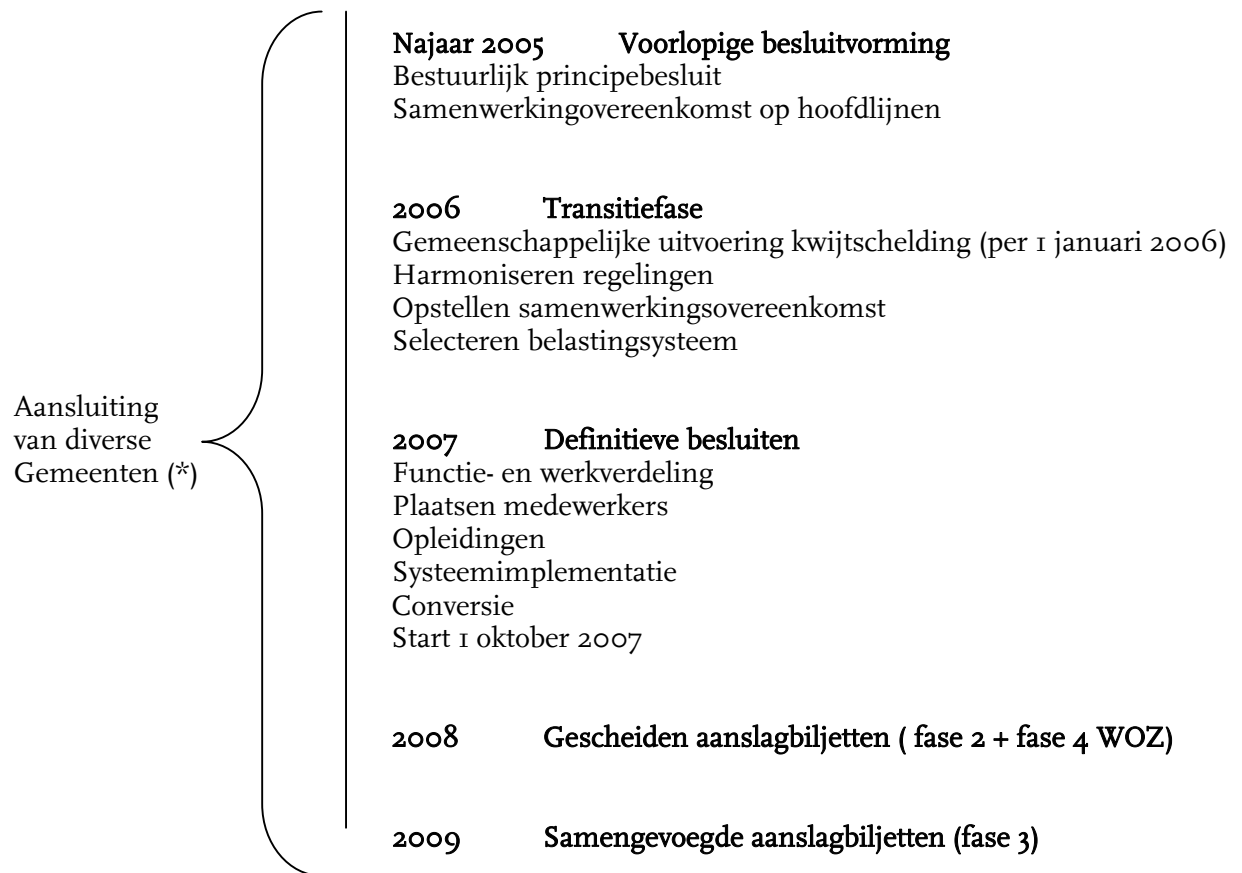 Najaar 2005 Voorlopige besluitvorming
Bestuurlijk principebesluit
Samenwerkingovereenkomst op hoofdlijnen
2006 Transitiefase
Gemeenschappelijke uitvoering kwijtschelding (per 1 januari 2006)
Harmoniseren regelingen
Opstellen samenwerkingsovereenkomst
Selecteren belastingsysteem
Aansluiting
van diverse
Gemeenten (*)
2007 Definitieve besluiten
Functie- en werkverdeling
Plaatsen medewerkers
Opleidingen
Systeemimplementatie
Conversie
Start 1 oktober 2007
2008 Gescheiden aanslagbiljetten ( fase 2 + fase 4 WOZ)
2009 Samengevoegde aanslagbiljetten (fase 3)